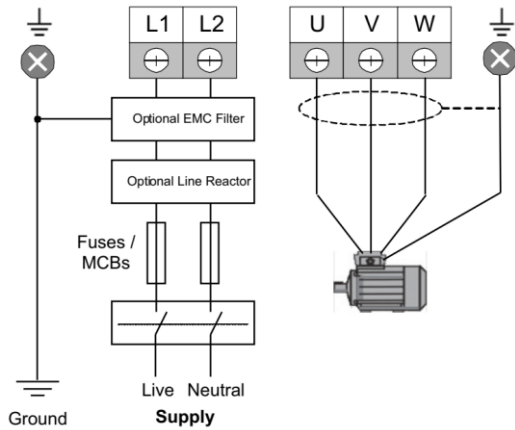 L1 L2 U V W
Optional EMC Filter
Optional Line Reactor
Fuses /
MCBs
Live Neutral
Ground Supply